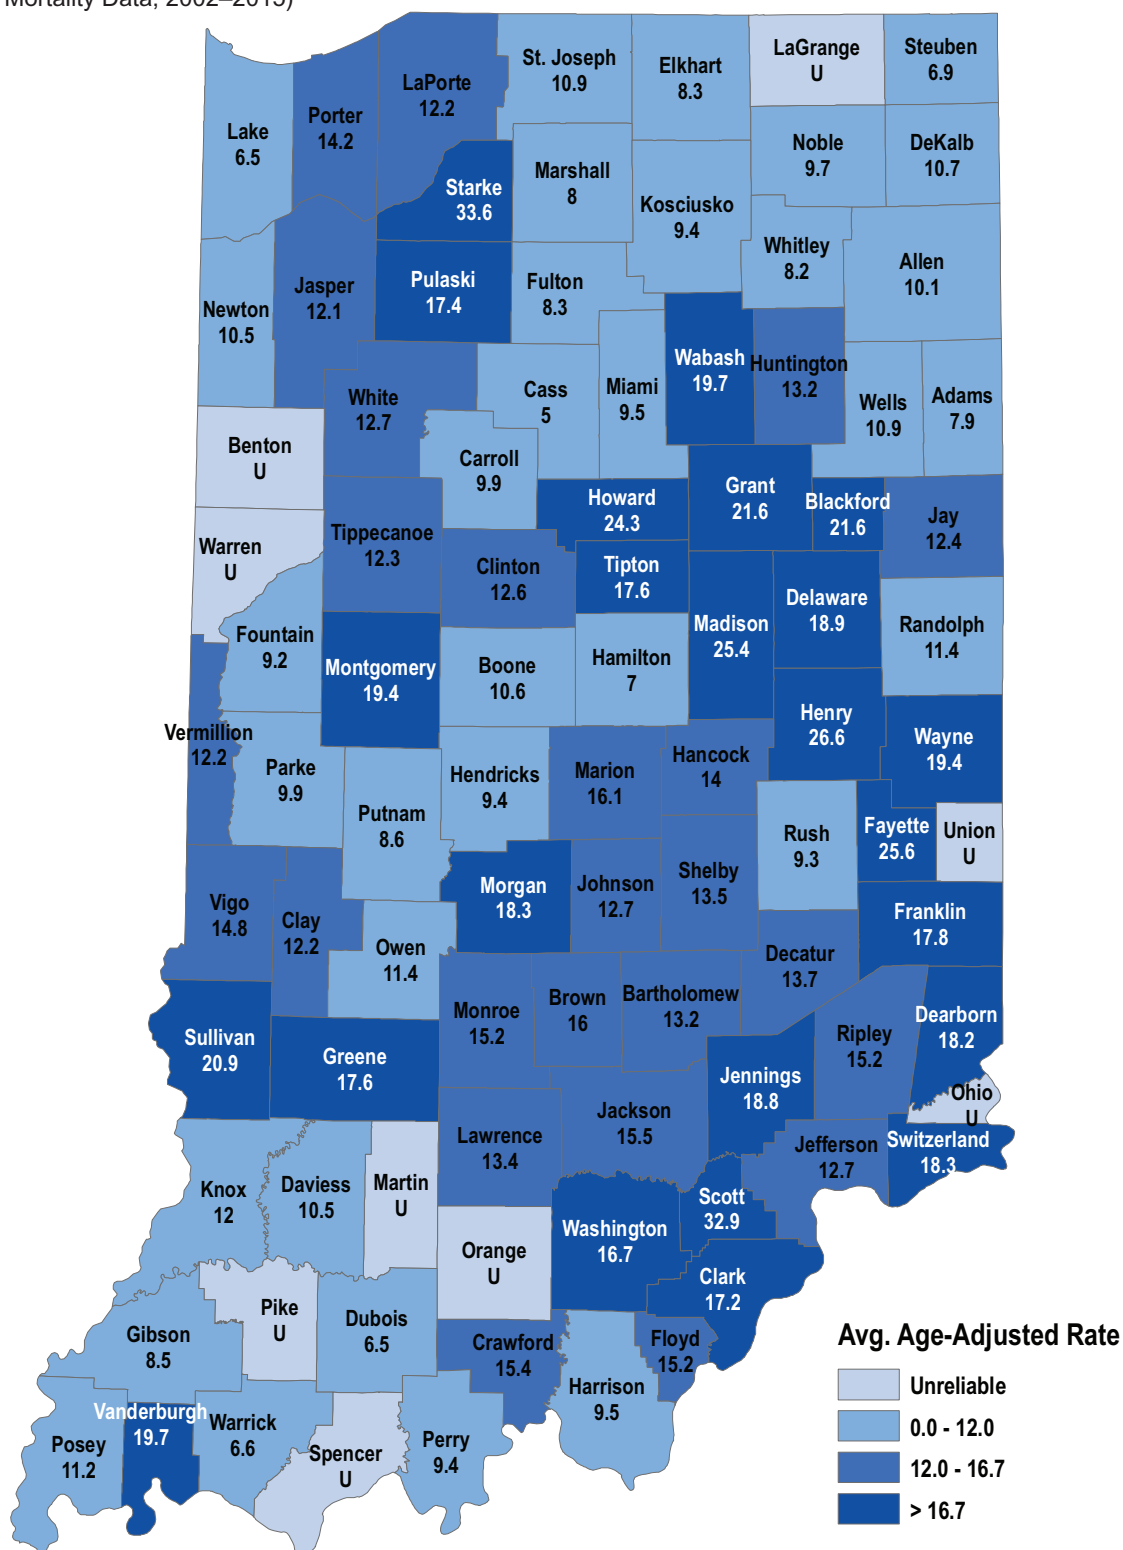 Mortality Data, 2002–2015)
LaGrange
U
Steuben
6.9
St. Joseph
10.9
Elkhart
8.3
LaPorte
12.2
Porter
14.2
Lake
6.5
Noble
9.7
DeKalb
10.7
Marshall
8
Starke
33.6
Kosciusko
9.4
Whitley
8.2
Allen
10.1
Pulaski
17.4
Fulton
8.3
Jasper
12.1
Newton
10.5
Wabash
19.7
Huntington
13.2
Cass
5
Miami
9.5
White
12.7
Wells
10.9
Adams
7.9
Benton
U
Carroll
9.9
Howard
24.3
Grant
21.6
Blackford
21.6
Jay
12.4
Tippecanoe
12.3
Warren
U
Clinton
12.6
Tipton
17.6
Delaware
18.9
Madison
25.4
Randolph
11.4
Fountain
9.2
Montgomery
19.4
Boone
10.6
Hamilton
7
Henry
26.6
Wayne
19.4
Vermillion
12.2
Parke
9.9
Hendricks
9.4
Marion
16.1
Hancock
14
Putnam
8.6
Rush
9.3
Fayette
25.6
Union
U
Morgan
18.3
Johnson
12.7
Shelby
13.5
Franklin
17.8
Vigo
14.8
Clay
12.2
Owen
11.4
Decatur
13.7
Monroe
15.2
Brown
16
Bartholomew
13.2
Dearborn
18.2
Ripley
15.2
Sullivan
20.9
Greene
17.6
Jennings
18.8
Ohio
U
Jackson
15.5
Lawrence
13.4
Jefferson
12.7
Switzerland
18.3
Knox
12
Daviess
10.5
Martin
U
Scott
32.9
Washington
16.7
Orange
U
Clark
17.2
Pike
U
Dubois
6.5
Gibson
8.5
Crawford
15.4
Floyd
15.2
Harrison
9.5
Vanderburgh
19.7
Warrick
6.6
Posey
11.2
Spencer
U
Perry
9.4
Avg. Age-Adjusted Rate
Unreliable
0.0 - 12.0
12.0 - 16.7
> 16.7